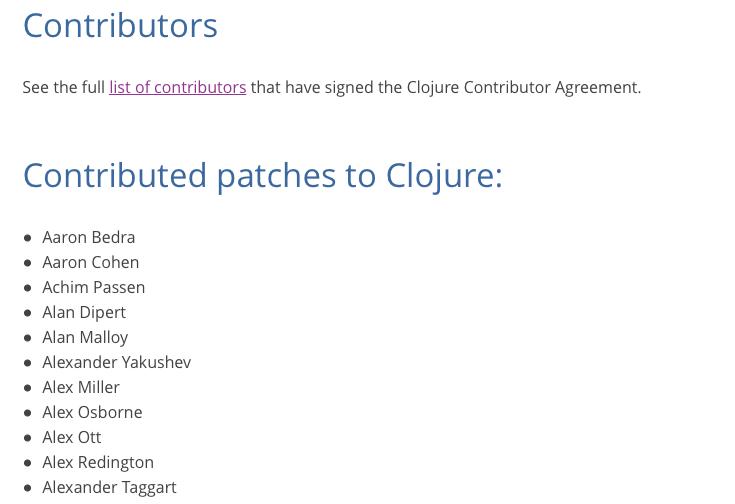 Contributors
See the full list of contributors that have signed the Clojure Contributor Agreement.
Contributed patches to Clojure:
Aaron Bedra
Aaron Cohen
Achim Passen
Alan Dipert
Alan Malloy
Alexander Yakushev
Alex Miller
Alex Osborne
Alex Ott
Alex Redington
Alexander Taggart